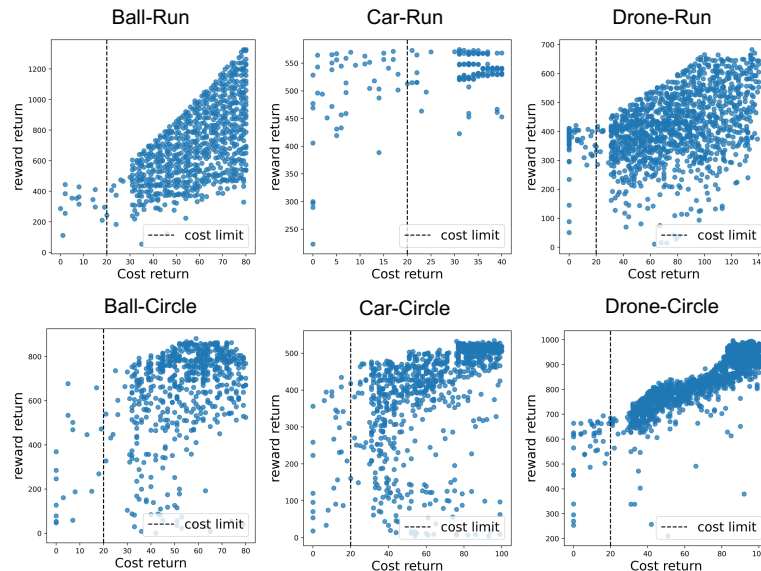 Ball-Run
Car-Run
Drone-Run
reward return
1200
1000
800
600
400
200
0
0 10 20 30 40 50 60 70 80
Cost return
cost limit
reward return
550
500
450
400
350
300
250
0 5 10 15 20 25 30 35 40
Cost return
cost limit
reward return
700
600
500
400
300
200
100
0
0 20 40 60 80 100 120
Cost return
cost limit
Ball-Circle
Car-Circle
Drone-Circle
reward return
800
600
400
200
0
0 10 20 30 40 50 60 70 80
Cost return
cost limit
reward return
500
400
300
200
100
0
0 20 40 60 80 100
Cost return
cost limit
reward return
1000
900
800
700
600
500
400
300
200
0 20 40 60 80 100
Cost return
cost limit